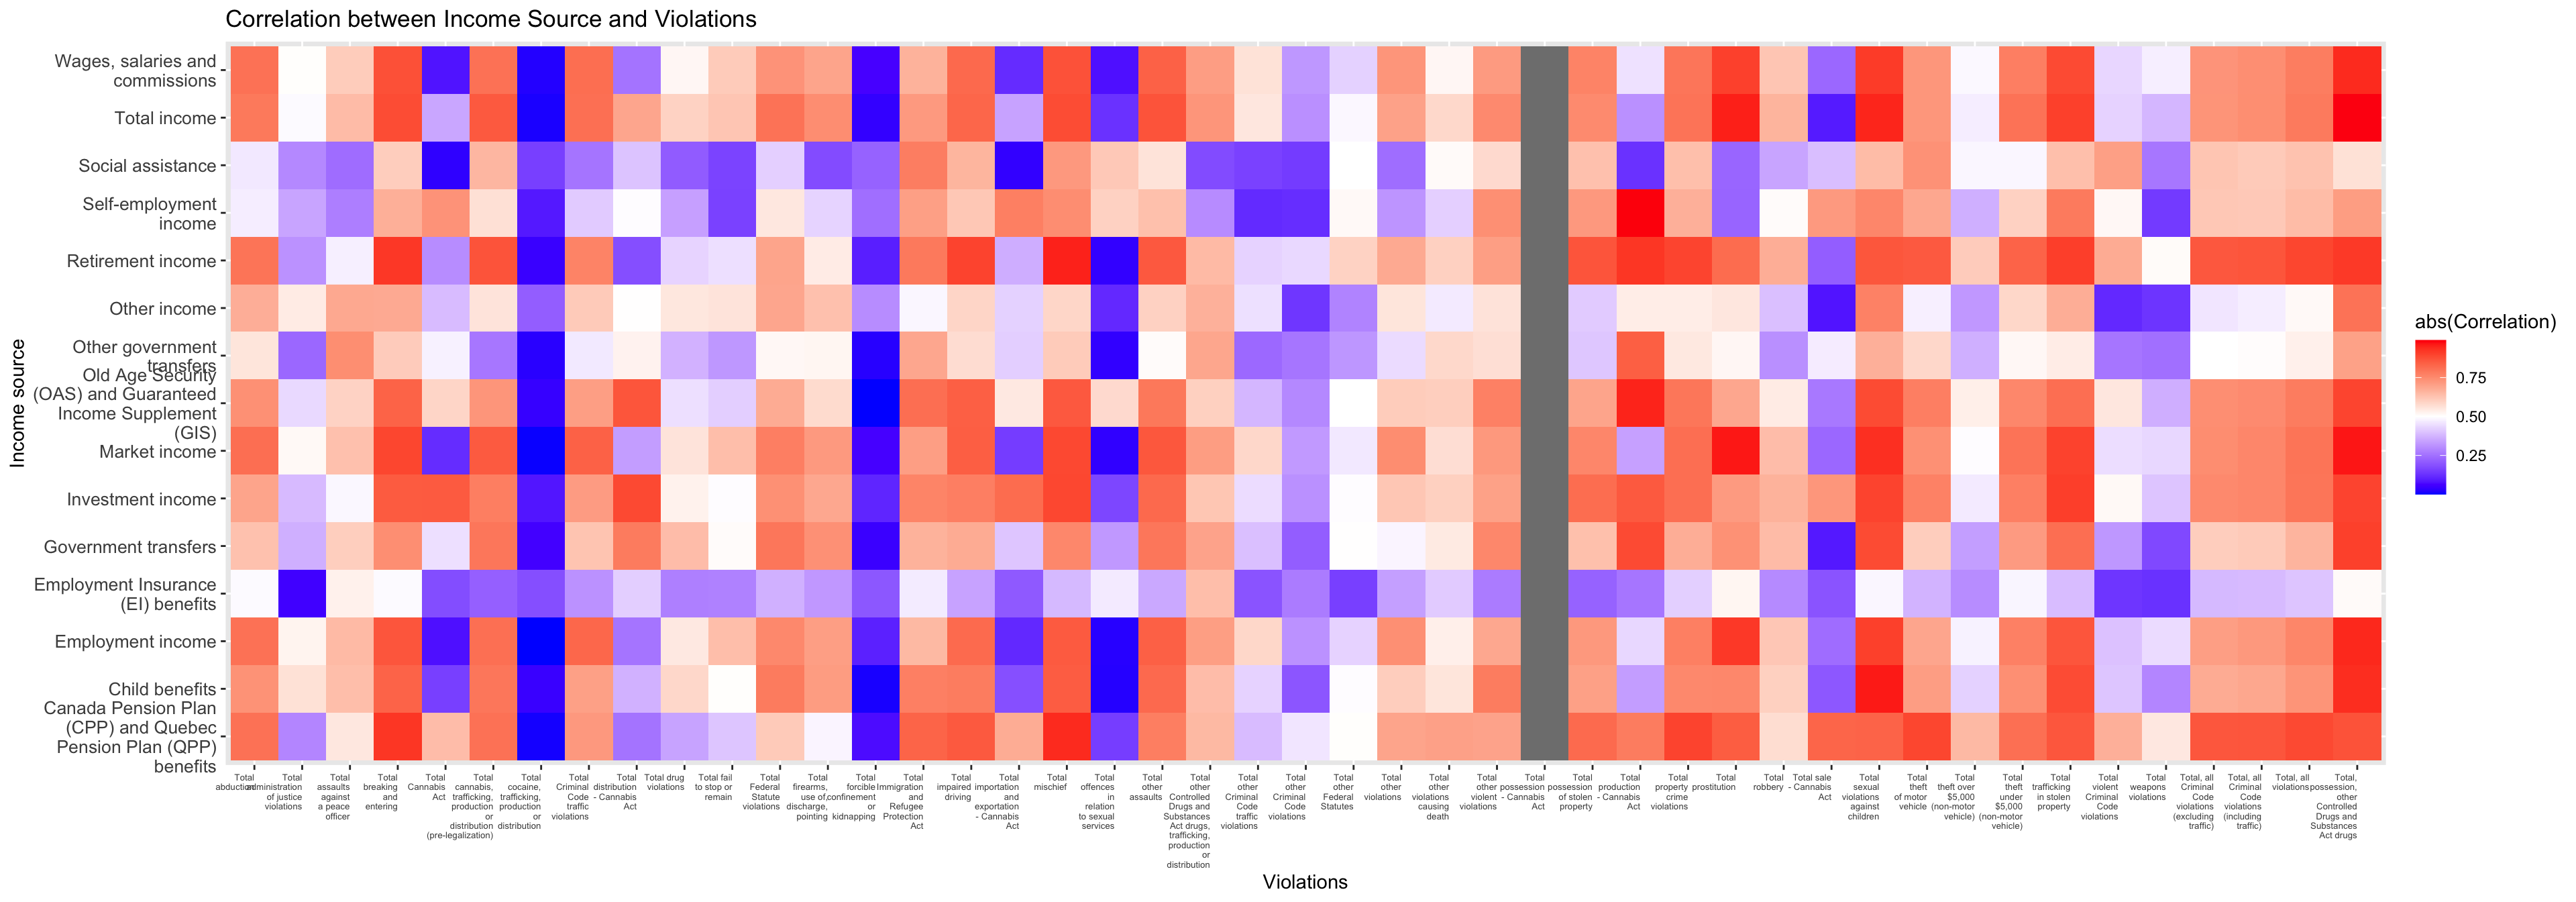 Correlation between Income Source and Violations
Wages, salaries and
commissions
Total income
Social assistance
Self-employment
income
Retirement income
Other income
Other government
transfers
Old Age Security
(OAS) and Guaranteed
Income Supplement
(GIS)
Market income
Investment income
Government transfers
Employment Insurance
(EI) benefits
Employment income
Child benefits
Canada Pension Plan
(CPP) and Quebec
Pension Plan (QPP)
benefits
Income source
Total
abduction
Total
administration
of justice
violations
Total
assaults
against
a peace
officer
Total
breaking
and
entering
Total
Cannabis
Act
Total
cannabis,
trafficking,
production
or
distribution
(pre-legalization)
Total
cocaine,
trafficking,
production
or
distribution
Total
Criminal
Code
traffic
violations
Total
distribution
- Cannabis
Act
Total drug
violations
Total fail
to stop or
remain
Total
Federal
Statute
violations
Total
firearms,
use of,
discharge,
pointing
Total
forcible
confinement
or
kidnapping
Total
Immigration
and
Refugee
Protection
Act
Total
impaired
driving
Total
importation
and
exportation
- Cannabis
Act
Total
mischief
Total
offences
in
relation
to sexual
services
Total
other
assaults
Total
other
Controlled
Drugs and
Substances
Act drugs,
trafficking,
production
or
distribution
Total
other
Criminal
Code
traffic
violations
Total
other
Criminal
Code
violations
Total
other
Federal
Statutes
Total
other
violations
Total
other
violations
causing
death
Total
other
violent
violations
Total
possession
- Cannabis
Act
Total
possession
of stolen
property
Total
production
- Cannabis
Act
Total
property
crime
violations
Total
prostitution
Total
robbery
Total sale
- Cannabis
Act
Total
sexual
violations
against
children
Total
theft
of motor
vehicle
Total
theft over
$5,000
(non-motor
vehicle)
Total
theft
under
$5,000
(non-motor
vehicle)
Total
trafficking
in stolen
property
Total
violent
Criminal
Code
violations
Total
weapons
violations
Total, all
Criminal
Code
violations
(excluding
traffic)
Total, all
Criminal
Code
violations
(including
traffic)
Total, all
violations
Total,
possession,
other
Controlled
Drugs and
Substances
Act drugs
Violations
abs(Correlation)
0.75
0.50
0.25